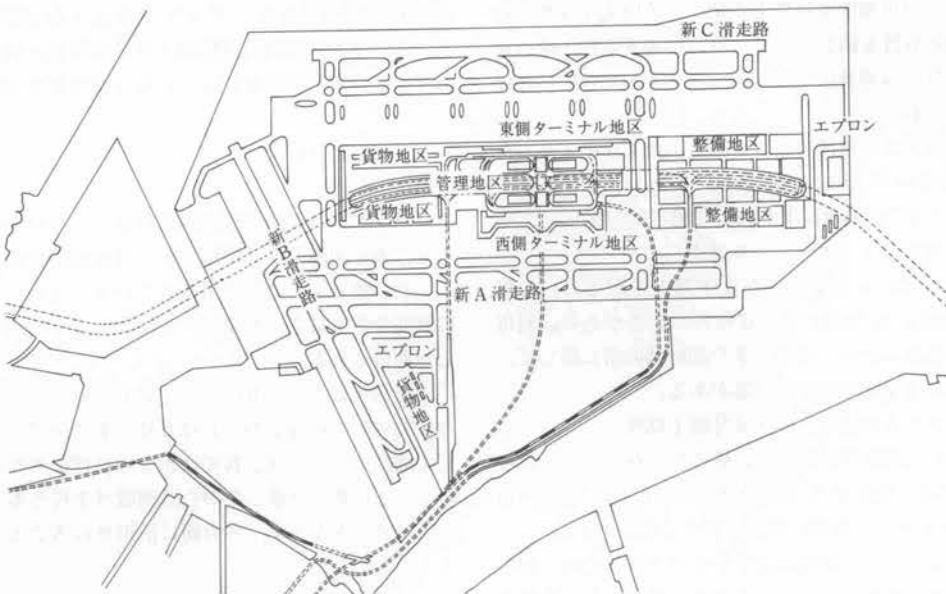 新C滑走路
東側ターミナル地区
エプロン
貨物地区
整備地区
管理地区
貨物地区
整備地区
西側ターミナル地区
新B滑走路
新A滑走路
エプロン
貨物地区